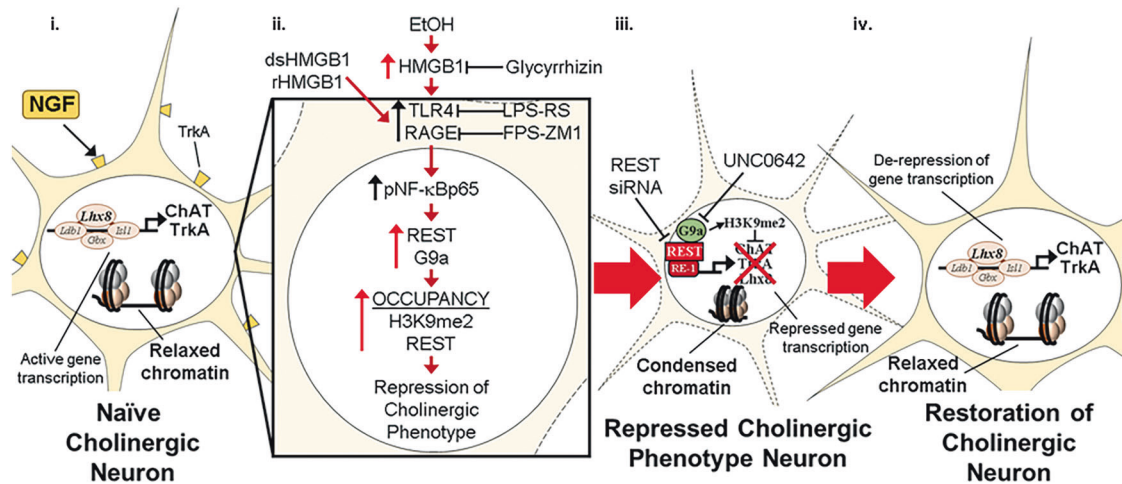 i.
NGF
TrkA
Lhx8
Ldb1
Isl1
Gbx
ChAT
TrkA
Active gene
transcription
Relaxed
chromatin
Naïve
Cholinergic
Neuron
ii.
EtOH
HMGB1
Glycyrrhizin
dsHMGB1
rHMGB1
TLR4
LPS-RS
RAGE
FPS-ZM1
pNF-κBp65
REST
G9a
OCCUPANCY
H3K9me2
REST
Repression of
Cholinergic
Phenotype
iii.
REST
siRNA
UNC0642
G9a
H3K9me2
REST
RE-1
ChAT
TrkA
Lhx8
Condensed
chromatin
Repressed gene
transcription
Repressed Cholinergic
Phenotype Neuron
iv.
De-repression of
gene transcription
Lhx8
Ldb1
Isl1
Gbx
ChAT
TrkA
Relaxed
chromatin
Restoration of
Cholinergic
Neuron